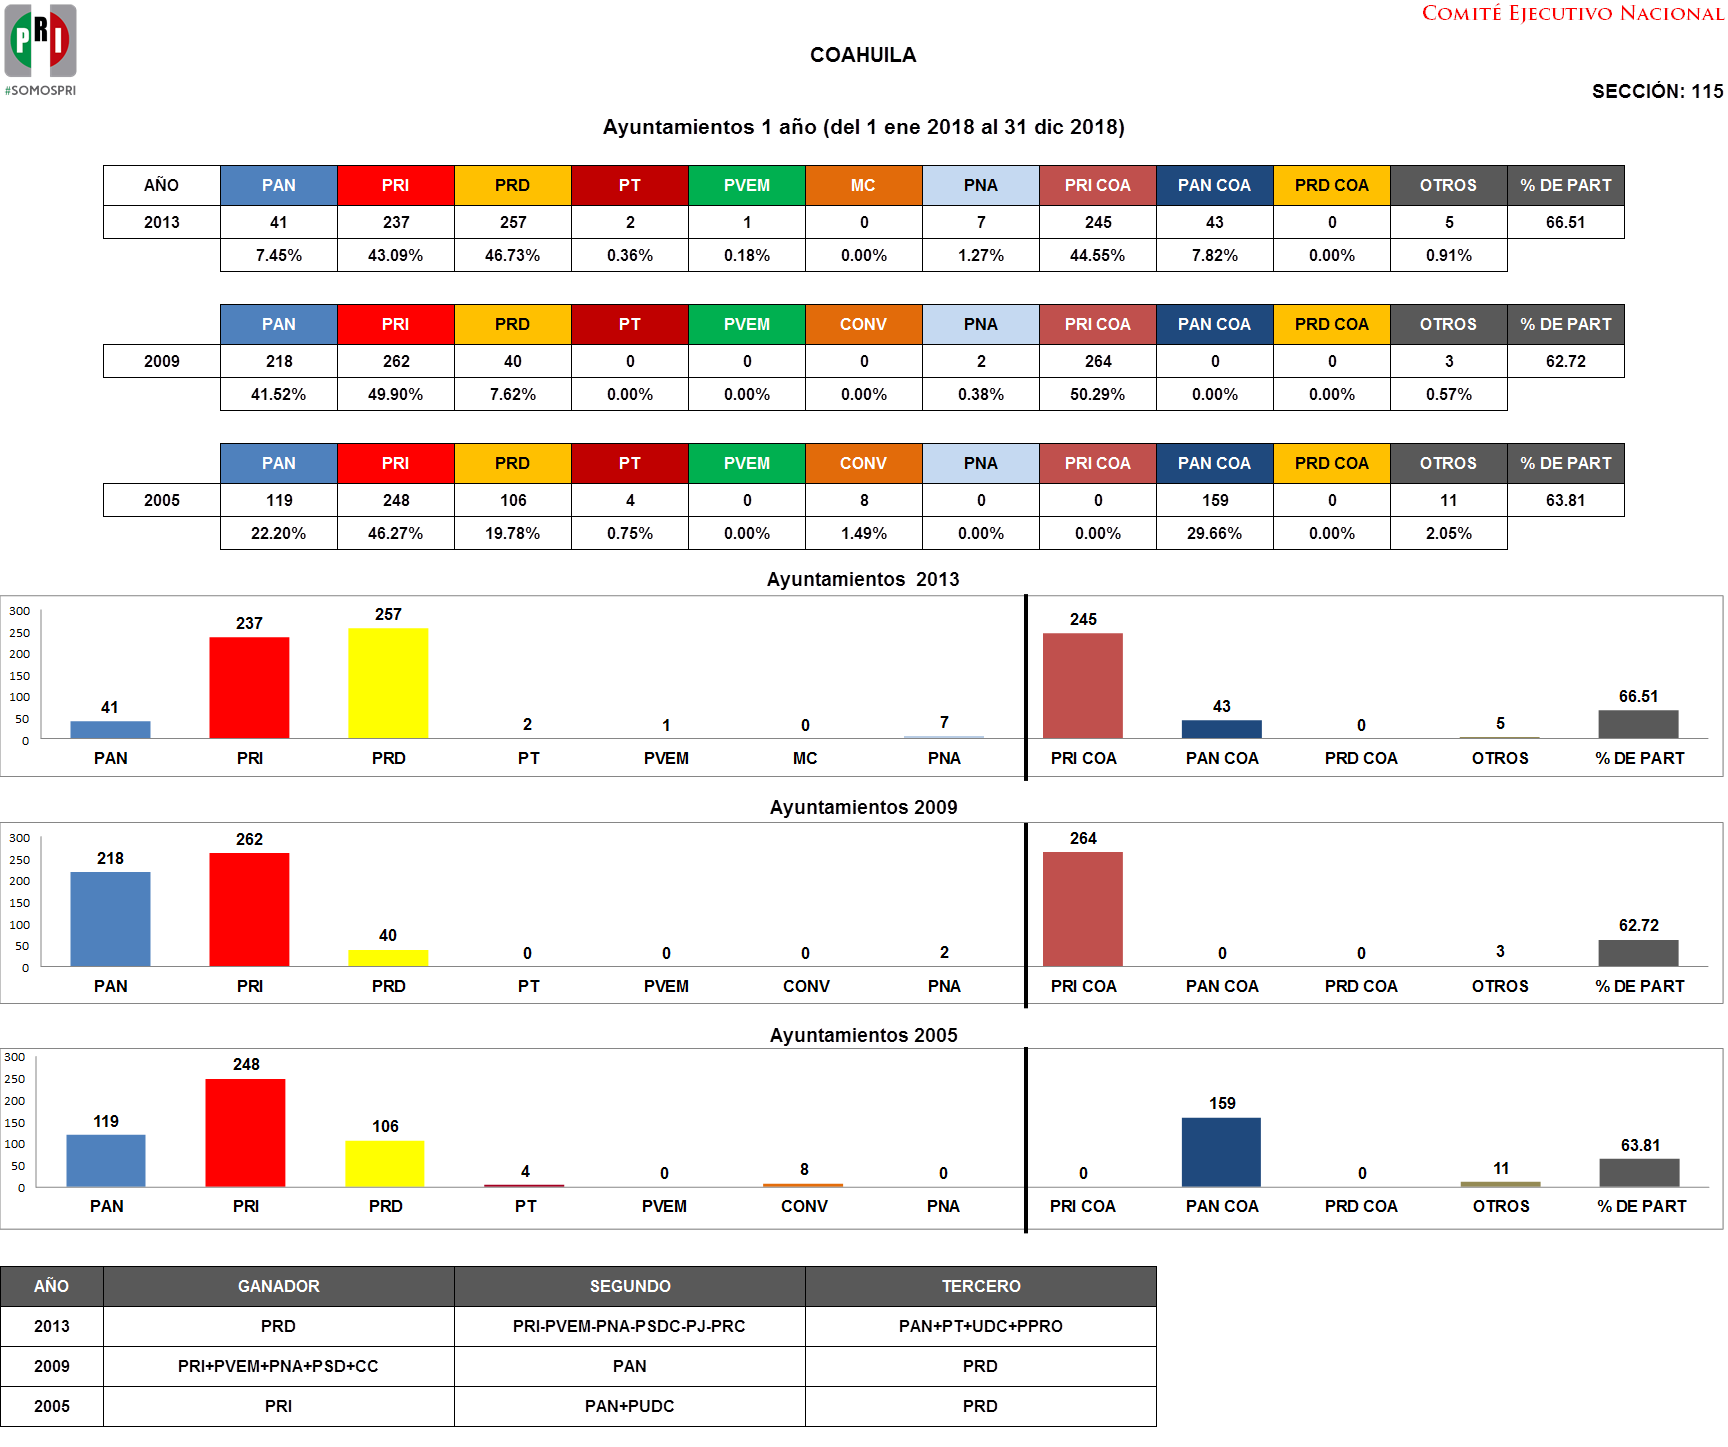 COMITÉ EJECUTIVO NACIONAL
PRI
#SOMOSPRI
COAHUILA
SECCIÓN: 115
Ayuntamientos 1 año (del 1 ene 2018 al 31 dic 2018)
AÑO PAN PRI PRD PT PVEM MC PNA PRI COA PAN COA PRD COA OTROS % DE PART
2013 41 237 257 2 1 0 7 245 43 0 5 66.51
7.45% 43.09% 46.73% 0.36% 0.18% 0.00% 1.27% 44.55% 7.82% 0.00% 0.91%
PAN PRI PRD PT PVEM CONV PNA PRI COA PAN COA PRD COA OTROS % DE PART
2009 218 262 40 0 0 0 2 264 0 0 3 62.72
41.52% 49.90% 7.62% 0.00% 0.00% 0.00% 0.38% 50.29% 0.00% 0.00% 0.57%
PAN PRI PRD PT PVEM CONV PNA PRI COA PAN COA PRD COA OTROS % DE PART
2005 119 248 106 4 0 8 0 0 159 0 11 63.81
22.20% 46.27% 19.78% 0.75% 0.00% 1.49% 0.00% 0.00% 29.66% 0.00% 2.05%
Ayuntamientos 2013
300
250
200
150
100
50
0
41 237 257 2 1 0 7 245 43 0 5 66.51
PAN PRI PRD PT PVEM MC PNA PRI COA PAN COA PRD COA OTROS % DE PART
Ayuntamientos 2009
300
250
200
150
100
50
0
218 262 40 0 0 0 2 264 0 0 3 62.72
PAN PRI PRD PT PVEM CONV PNA PRI COA PAN COA PRD COA OTROS % DE PART
Ayuntamientos 2005
300
250
200
150
100
50
0
119 248 106 4 0 8 0 0 159 0 11 63.81
PAN PRI PRD PT PVEM CONV PNA PRI COA PAN COA PRD COA OTROS % DE PART
AÑO GANADOR SEGUNDO TERCERO
2013 PRD PRI-PVEM-PNA-PSDC-PJ-PRC PAN+PT+UDC+PPRO
2009 PRI+PVEM+PNA+PSD+CC PAN PRD
2005 PRI PAN+PUDC PRD